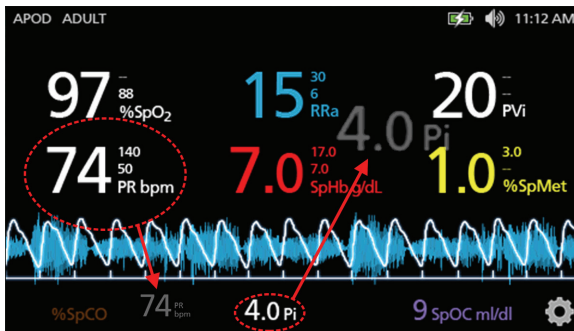 APOD ADULT 11:12 AM
97 -- 88 %SpO2
15 30 6 RRa
20 -- -- PVi
4.0 Pi
74 140 50 PR bpm
7.0 17.0 7.0 SpHb g/dL
1.0 3.0 -- %SpMet
%SpCO 74 PR bpm 4.0 Pi 9 SpOC ml/dl